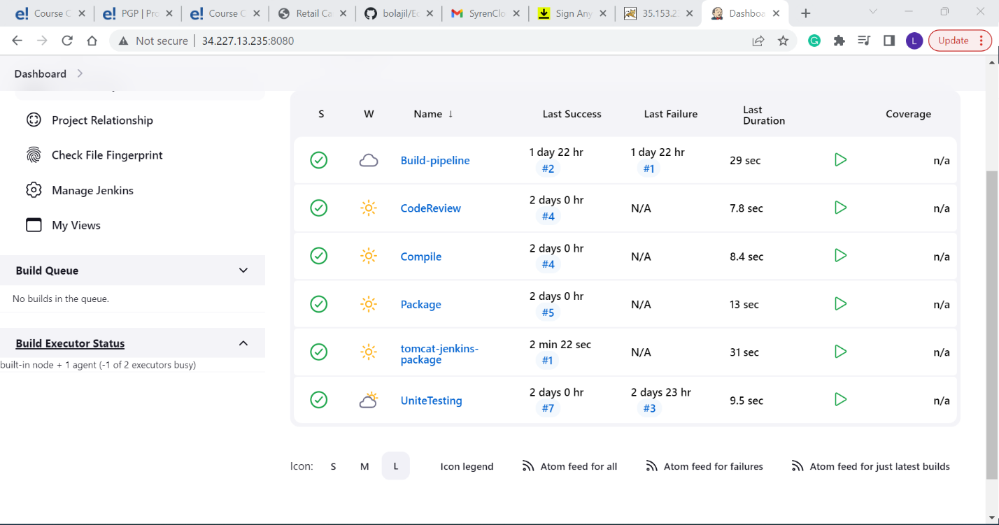 e! Course C
e! PGP | Pro
e! Course C
Retail Ca
bolajil/Ec
SyrenClo
Sign Any
35.153.2
Dashboa
Not secure 34.227.13.235:8080
G
L
Update
Dashboard
Project Relationship
Check File Fingerprint
Manage Jenkins
My Views
Build Queue
No builds in the queue.
Build Executor Status
built-in node + 1 agent (-1 of 2 executors busy)
S W Name ↓ Last Success Last Failure Last Duration Coverage
Build-pipeline 1 day 22 hr #2 1 day 22 hr #1 29 sec n/a
CodeReview 2 days 0 hr #4 N/A 7.8 sec n/a
Compile 2 days 0 hr #4 N/A 8.4 sec n/a
Package 2 days 0 hr #5 N/A 13 sec n/a
tomcat-jenkins-package 2 min 22 sec #1 N/A 31 sec n/a
UniteTesting 2 days 0 hr #7 2 days 23 hr #3 9.5 sec n/a
Icon: S M L Icon legend Atom feed for all Atom feed for failures Atom feed for just latest builds